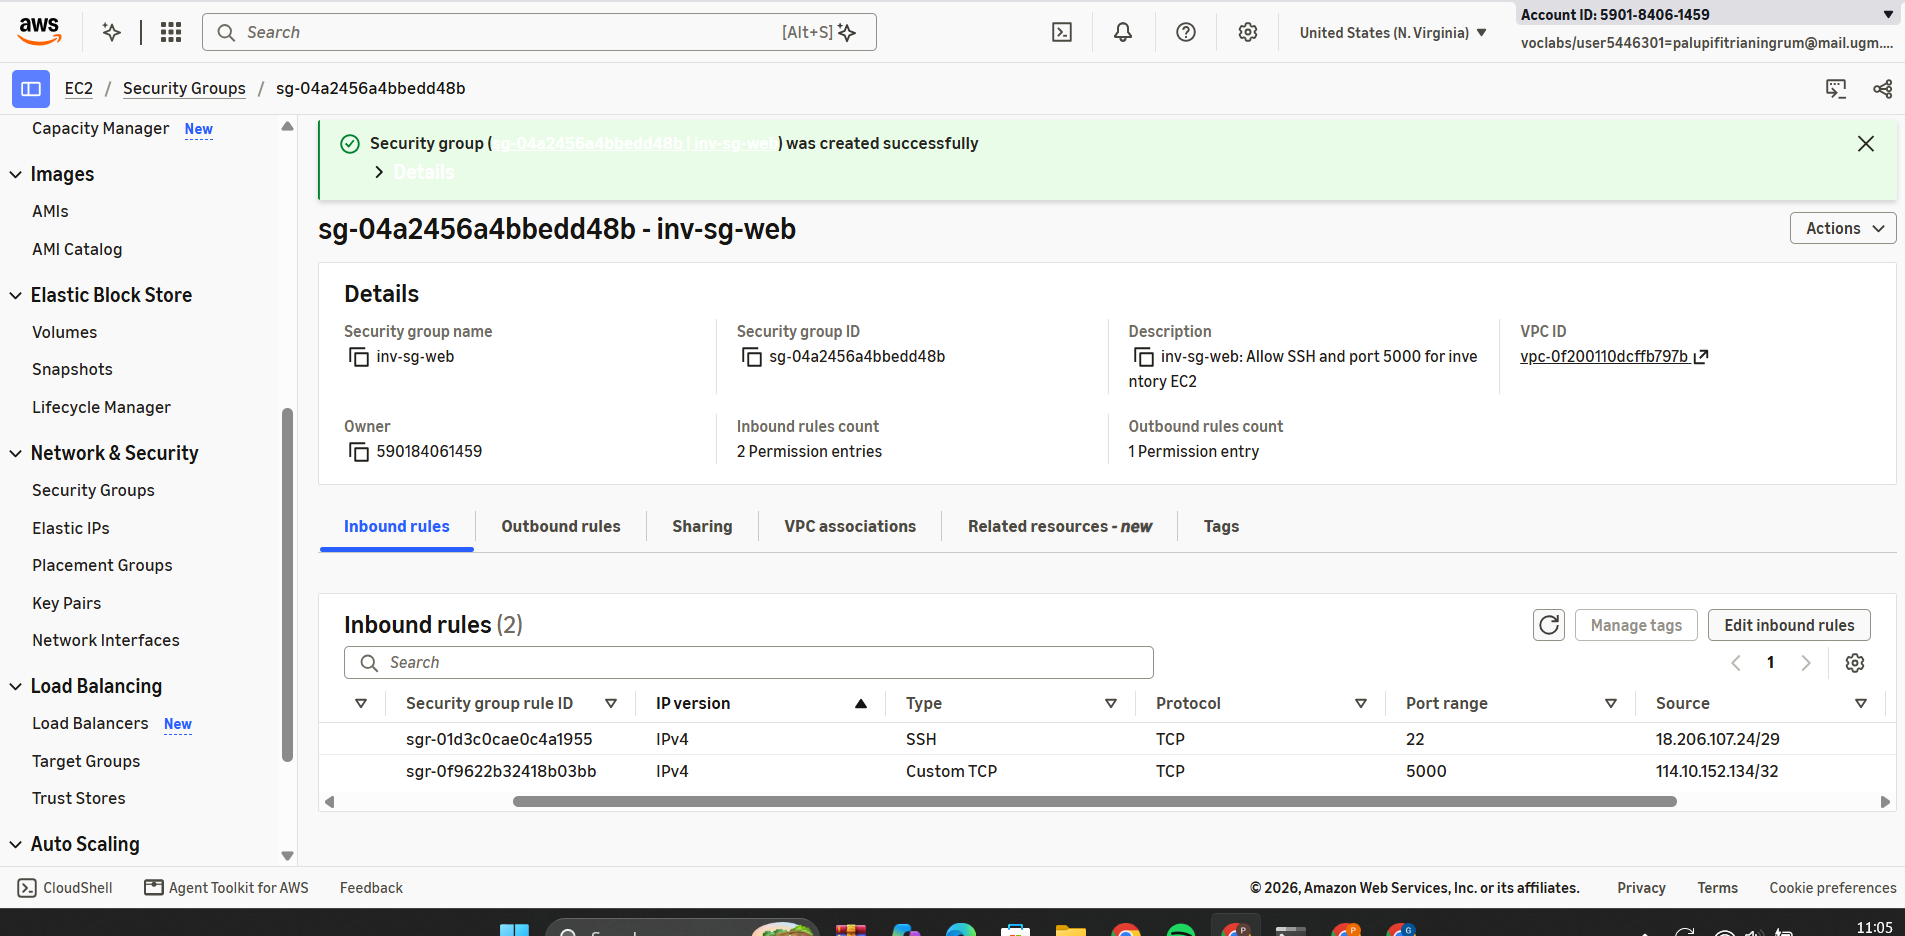 aws
Search [Alt+S]
United States (N. Virginia)
Account ID: 5901-8406-1459
voclabs/user5446301=palupifitrianingrum@mail.ugm....
EC2 / Security Groups / sg-04a2456a4bbedd48b
Capacity Manager New
Images
AMIs
AMI Catalog
Elastic Block Store
Volumes
Snapshots
Lifecycle Manager
Network & Security
Security Groups
Elastic IPs
Placement Groups
Key Pairs
Network Interfaces
Load Balancing
Load Balancers New
Target Groups
Trust Stores
Auto Scaling
Security group (sg-04a2456a4bbedd48b | inv-sg-web) was created successfully
Details
sg-04a2456a4bbedd48b - inv-sg-web
Actions
Details
Security group name
inv-sg-web
Security group ID
sg-04a2456a4bbedd48b
Description
inv-sg-web: Allow SSH and port 5000 for inve
ntory EC2
VPC ID
vpc-0f200110dcffb797b
Owner
590184061459
Inbound rules count
2 Permission entries
Outbound rules count
1 Permission entry
Inbound rules Outbound rules Sharing VPC associations Related resources - new Tags
Inbound rules (2)
Manage tags
Edit inbound rules
Search
1
Security group rule ID IP version Type Protocol Port range Source
sgr-01d3c0cae0c4a1955 IPv4 SSH TCP 22 18.206.107.24/29
sgr-0f9622b32418b03bb IPv4 Custom TCP TCP 5000 114.10.152.134/32
CloudShell Agent Toolkit for AWS Feedback
© 2026, Amazon Web Services, Inc. or its affiliates. Privacy Terms Cookie preferences
11:05